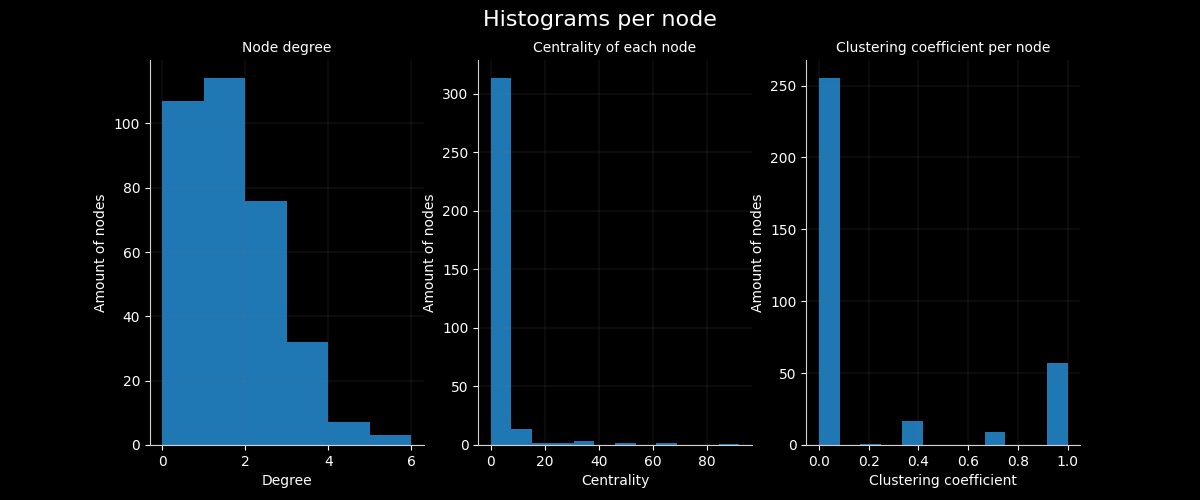 Histograms per node
Node degree
Amount of nodes
100
80
60
40
20
0
0 2 4 6
Degree
Centrality of each node
Amount of nodes
300
250
200
150
100
50
0
0 20 40 60 80
Centrality
Clustering coefficient per node
Amount of nodes
250
200
150
100
50
0
0.0 0.2 0.4 0.6 0.8 1.0
Clustering coefficient